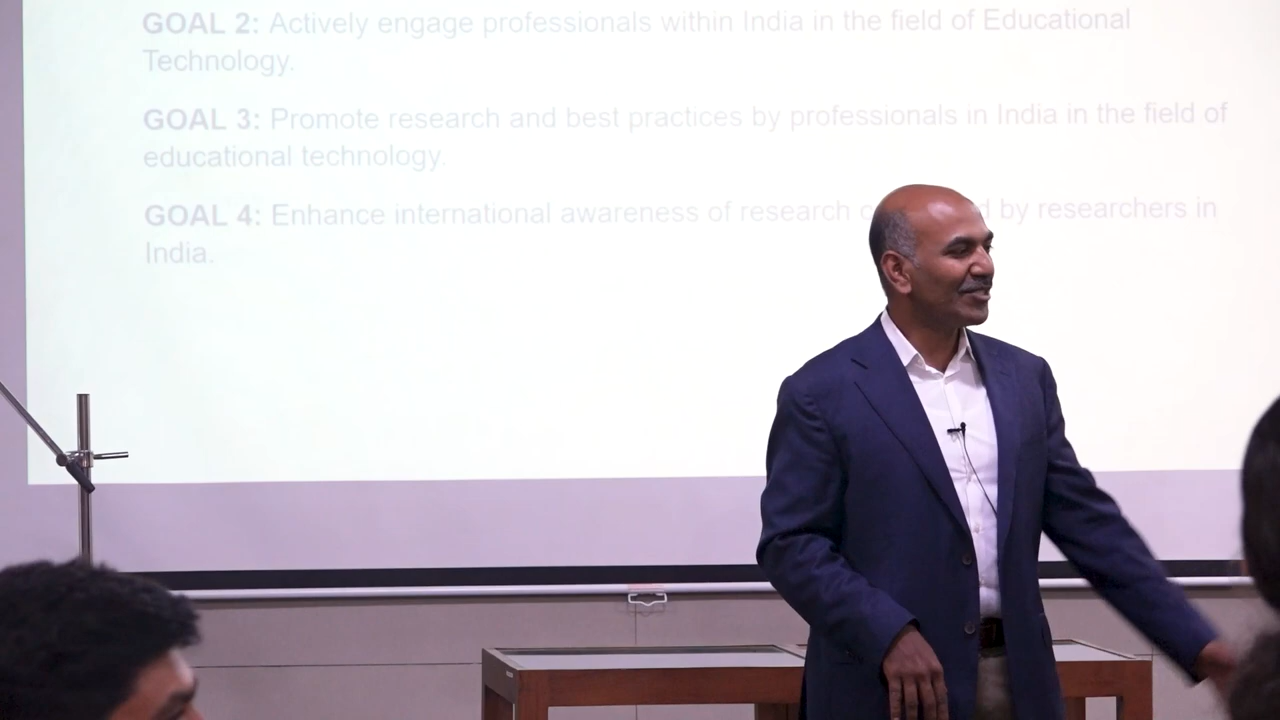 GOAL 2: Actively engage professionals within India in the field of Educational
Technology.
GOAL 3: Promote research and best practices by professionals in India in the field of
educational technology.
GOAL 4: Enhance international awareness of research by researchers in
India.